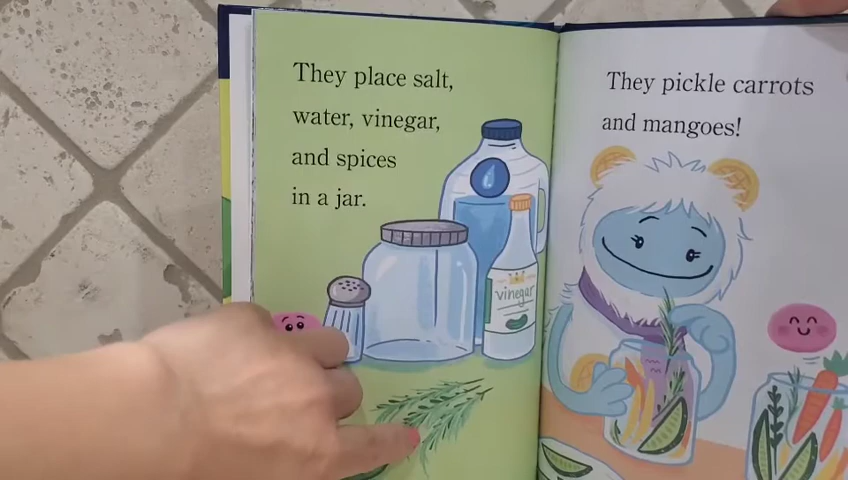 They place salt,
water, vinegar,
and spices
in a jar.
vinegar
They pickle carrots
and mangoes!